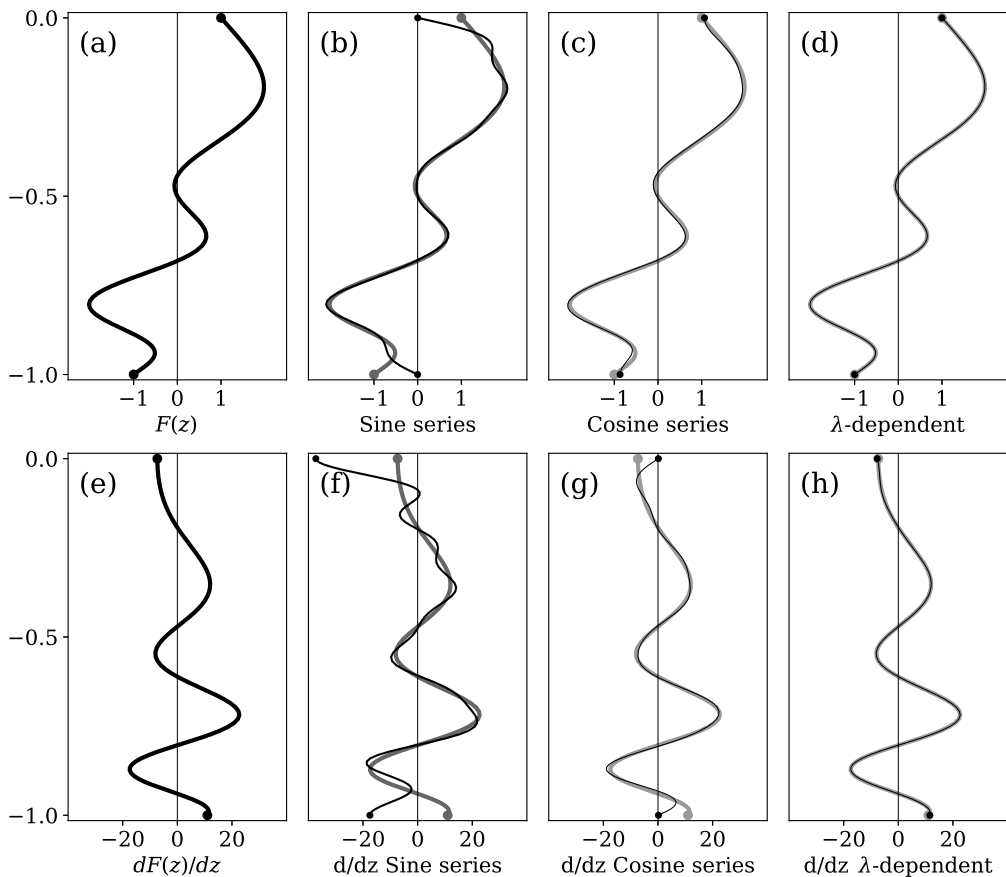 (a) (b) (c) (d)
0.0
−0.5
−1.0
−1 0 1 −1 0 1 −1 0 1 −1 0 1
F(z) Sine series Cosine series λ-dependent
(e) (f) (g) (h)
0.0
−0.5
−1.0
−20 0 20 −20 0 20 −20 0 20 −20 0 20
dF(z)/dz d/dz Sine series d/dz Cosine series d/dz λ-dependent